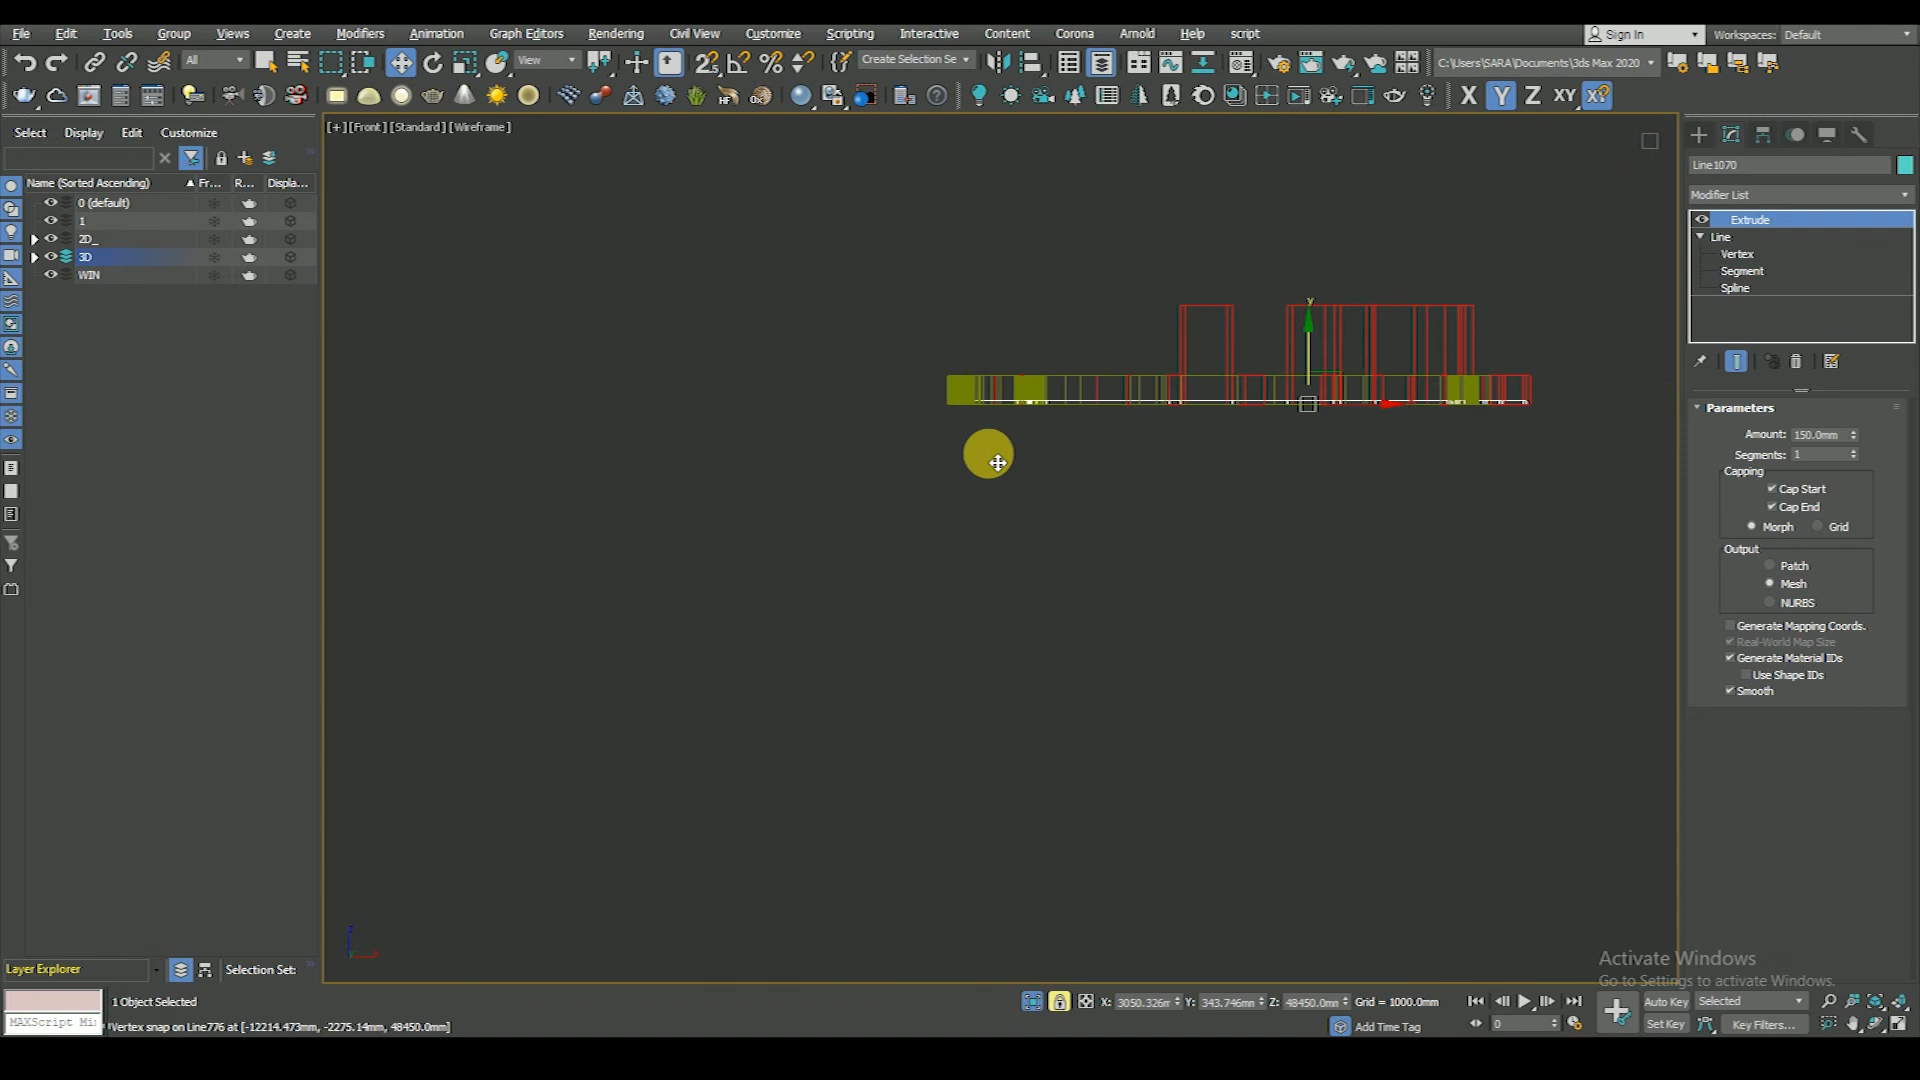 File Edit Tools Group Views Create Modifiers Animation Graph Editors Rendering Civil View Customize Scripting Interactive Content Corona Arnold Help script Sign In Workspaces: Default
All View Create Selection Se C:\Users\SARA\Documents\3ds Max 2020
X Y Z XY XY
Select Display Edit Customize
[+] [Front] [Standard] [Wireframe]
Line1070
Name (Sorted Ascending) Fr... R... Displa...
Modifier List
0 (default)
1
2D_
3D
WIN
Extrude
Line
Vertex
Segment
Spline
y
Parameters
Amount: 150.0mm
Segments: 1
Capping
Cap Start
Cap End
Morph Grid
Output
Patch
Mesh
NURBS
Generate Mapping Coords.
Real-World Map Size
Generate Material IDs
Use Shape IDs
Smooth
Activate Windows
Go to Settings to activate Windows.
Layer Explorer Selection Set:
1 Object Selected X: 3050.326m Y: 343.746mm Z: 48450.0mm Grid = 1000.0mm Auto Key Selected
MAXScript Mi Vertex snap on Line776 at [-12214.473mm, -2275.14mm, 48450.0mm] Add Time Tag 0 Set Key Key Filters...